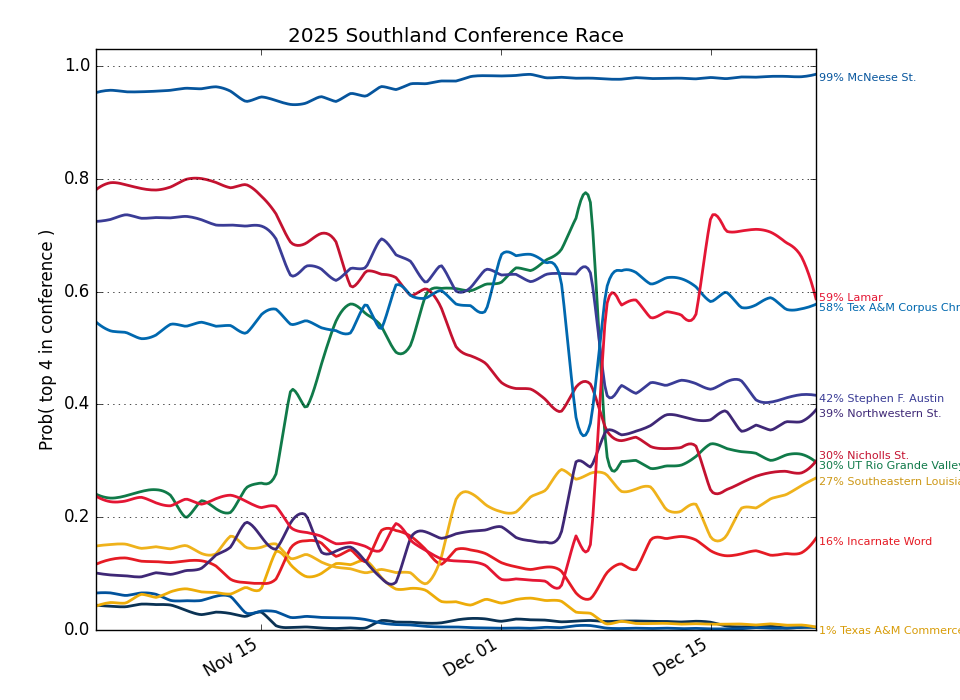 2025 Southland Conference Race
Prob( top 4 in conference )
1.0
0.8
0.6
0.4
0.2
0.0
Nov 15
Dec 01
Dec 15
99% McNeese St.
59% Lamar
58% Tex A&M Corpus Chr
42% Stephen F. Austin
39% Northwestern St.
30% Nicholls St.
30% UT Rio Grande Valley
27% Southeastern Louisia
16% Incarnate Word
1% Texas A&M Commerce